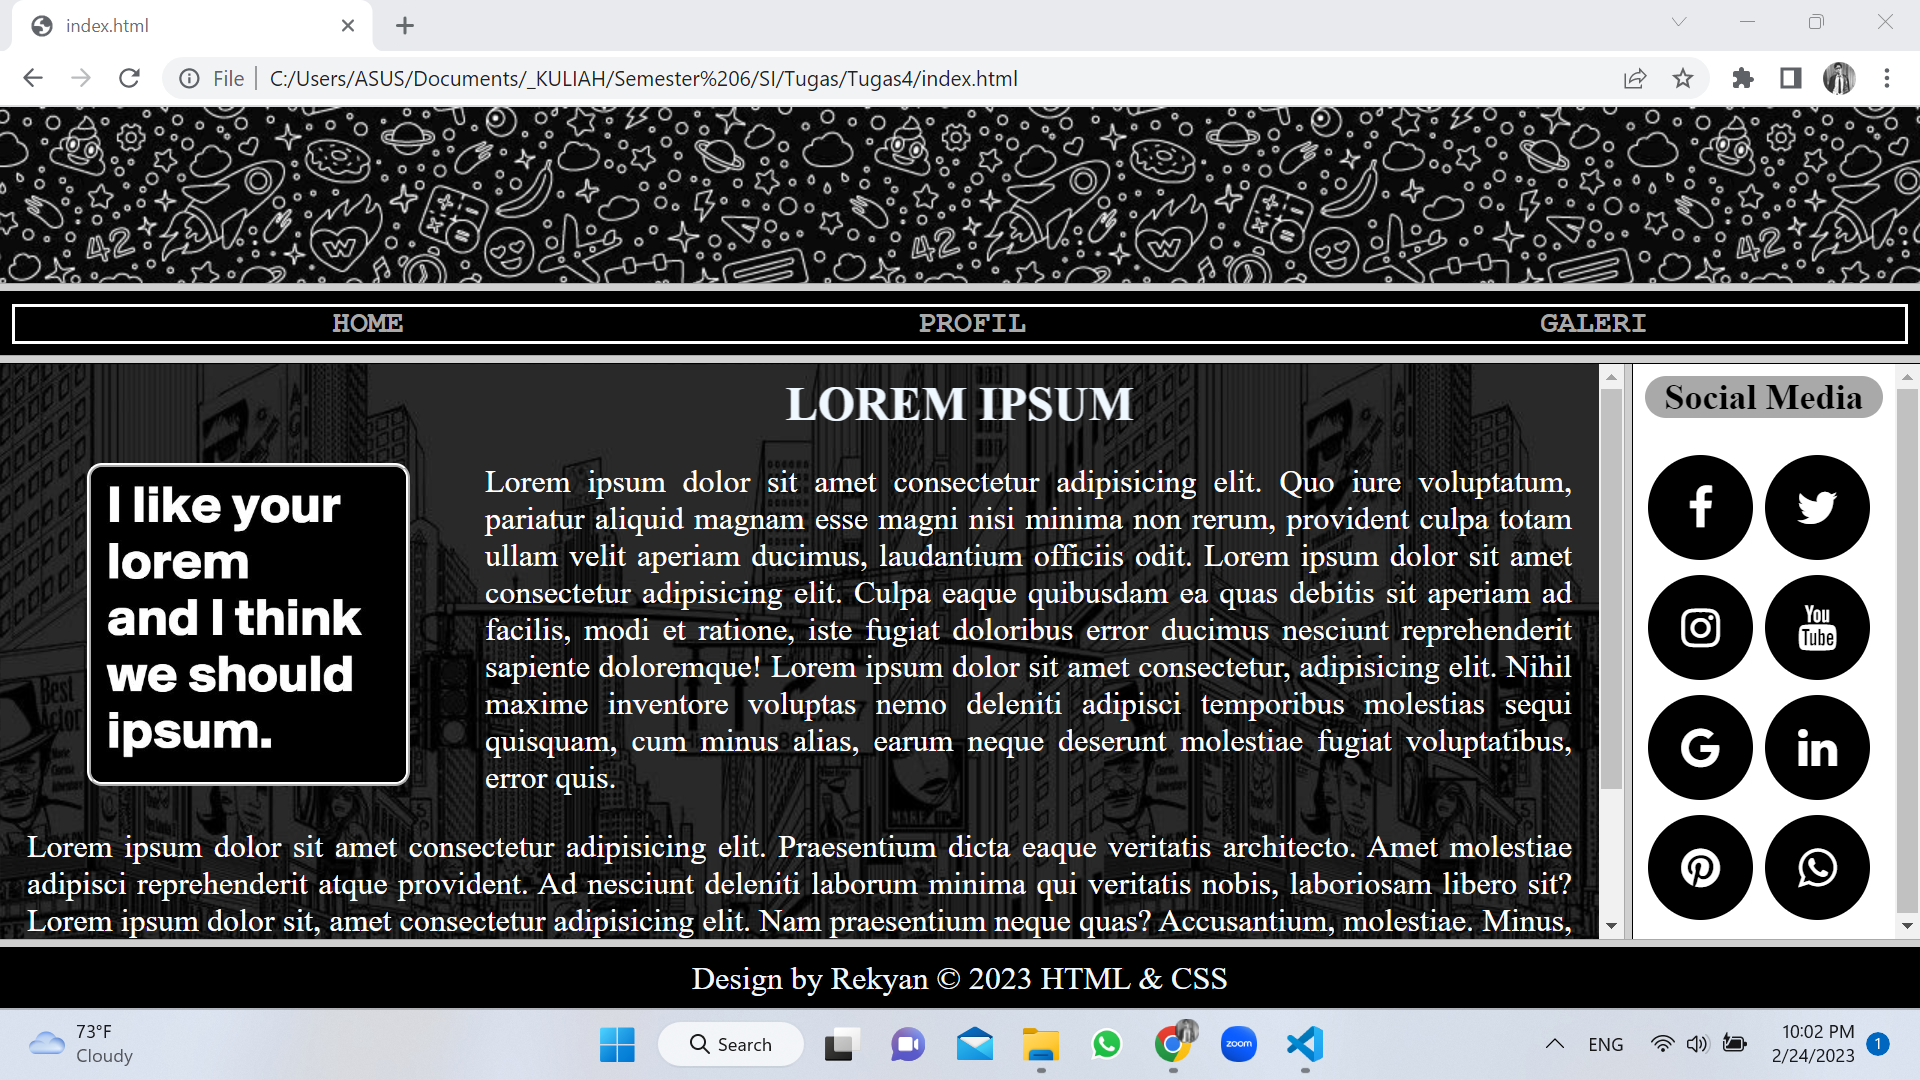 index.html
File
C:/Users/ASUS/Documents/_KULIAH/Semester%206/SI/Tugas/Tugas4/index.html
HOME
PROFIL
GALERI
LOREM IPSUM
I like your
lorem
and I think
we should
ipsum.
Lorem ipsum dolor sit amet consectetur adipisicing elit. Quo iure voluptatum,
pariatur aliquid magnam esse magni nisi minima non rerum, provident culpa totam
ullam velit aperiam ducimus, laudantium officiis odit. Lorem ipsum dolor sit amet
consectetur adipisicing elit. Culpa eaque quibusdam ea quas debitis sit aperiam ad
facilis, modi et ratione, iste fugiat doloribus error ducimus nesciunt reprehenderit
sapiente doloremque! Lorem ipsum dolor sit amet consectetur, adipisicing elit. Nihil
maxime inventore voluptas nemo deleniti adipisci temporibus molestias sequi
quisquam, cum minus alias, earum neque deserunt molestiae fugiat voluptatibus,
error quis.
Lorem ipsum dolor sit amet consectetur adipisicing elit. Praesentium dicta eaque veritatis architecto. Amet molestiae
adipisci reprehenderit atque provident. Ad nesciunt deleniti laborum minima qui veritatis nobis, laboriosam libero sit?
Lorem ipsum dolor sit, amet consectetur adipisicing elit. Nam praesentium neque quas? Accusantium, molestiae. Minus,
Social Media
You
Tube
Design by Rekyan © 2023 HTML & CSS
73°F
Cloudy
Search
zoom
ENG
10:02 PM
2/24/2023
1